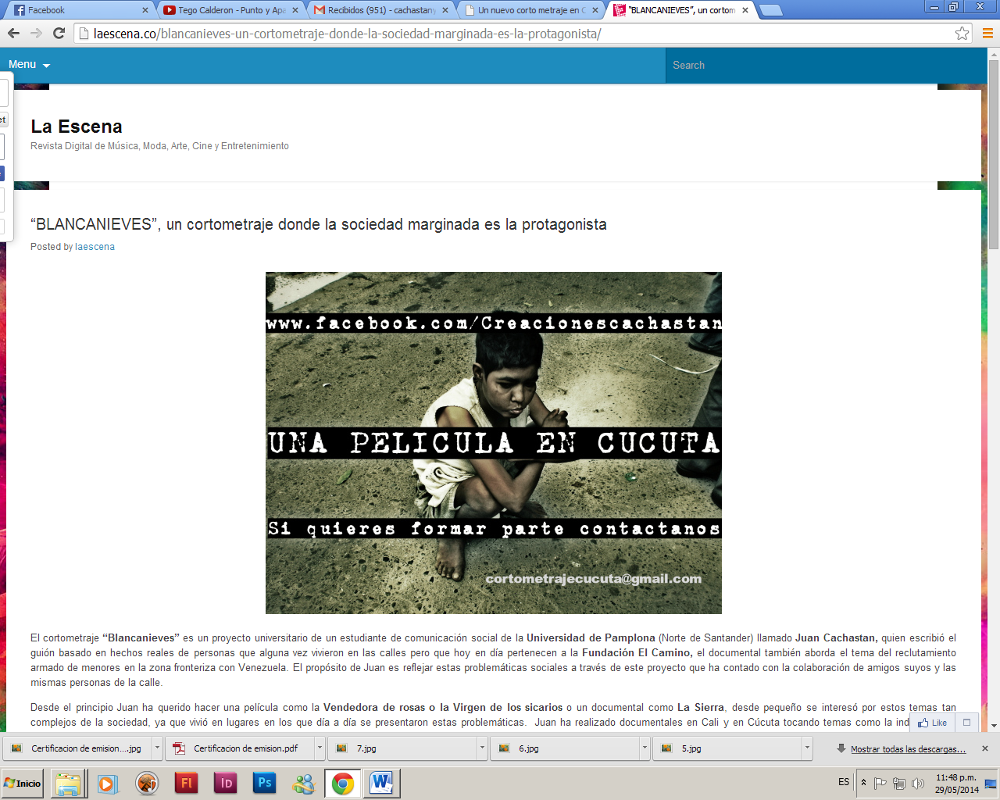 Facebook
Tego Calderon - Punto y Apa
Recibidos (951) - cachastany
Un nuevo corto metraje en C
"BLANCANIEVES", un cortom
laescena.co/blancanieves-un-cortometraje-donde-la-sociedad-marginada-es-la-protagonista/
Menu
Search
et
La Escena
Revista Digital de Música, Moda, Arte, Cine y Entretenimiento
“BLANCANIEVES”, un cortometraje donde la sociedad marginada es la protagonista
Posted by laescena
www.facebook.com/Creacionescachastan
UNA PELICULA EN CUCUTA
Si quieres formar parte contactanos
cortometrajecucuta@gmail.com
El cortometraje “Blancanieves” es un proyecto universitario de un estudiante de comunicación social de la Universidad de Pamplona (Norte de Santander) llamado Juan Cachastan, quien escribió el
guión basado en hechos reales de personas que alguna vez vivieron en las calles pero que hoy en día pertenecen a la Fundación El Camino, el documental también aborda el tema del reclutamiento
armado de menores en la zona fronteriza con Venezuela. El propósito de Juan es reflejar estas problemáticas sociales a través de este proyecto que ha contado con la colaboración de amigos suyos y las
mismas personas de la calle.
Desde el principio Juan ha querido hacer una película como la Vendedora de rosas o la Virgen de los sicarios o un documental como La Sierra, desde pequeño se interesó por estos temas tan
complejos de la sociedad, ya que vivió en lugares en los que día a día se presentaron estas problemáticas. Juan ha realizado documentales en Cali y en Cúcuta tocando temas como la ind
Like
Certificacion de emision....jpg
Certificacion de emision.pdf
7.jpg
6.jpg
5.jpg
Mostrar todas las descargas...
Inicio
Fl
Id
Ps
W
ES
11:48 p.m.
29/05/2014